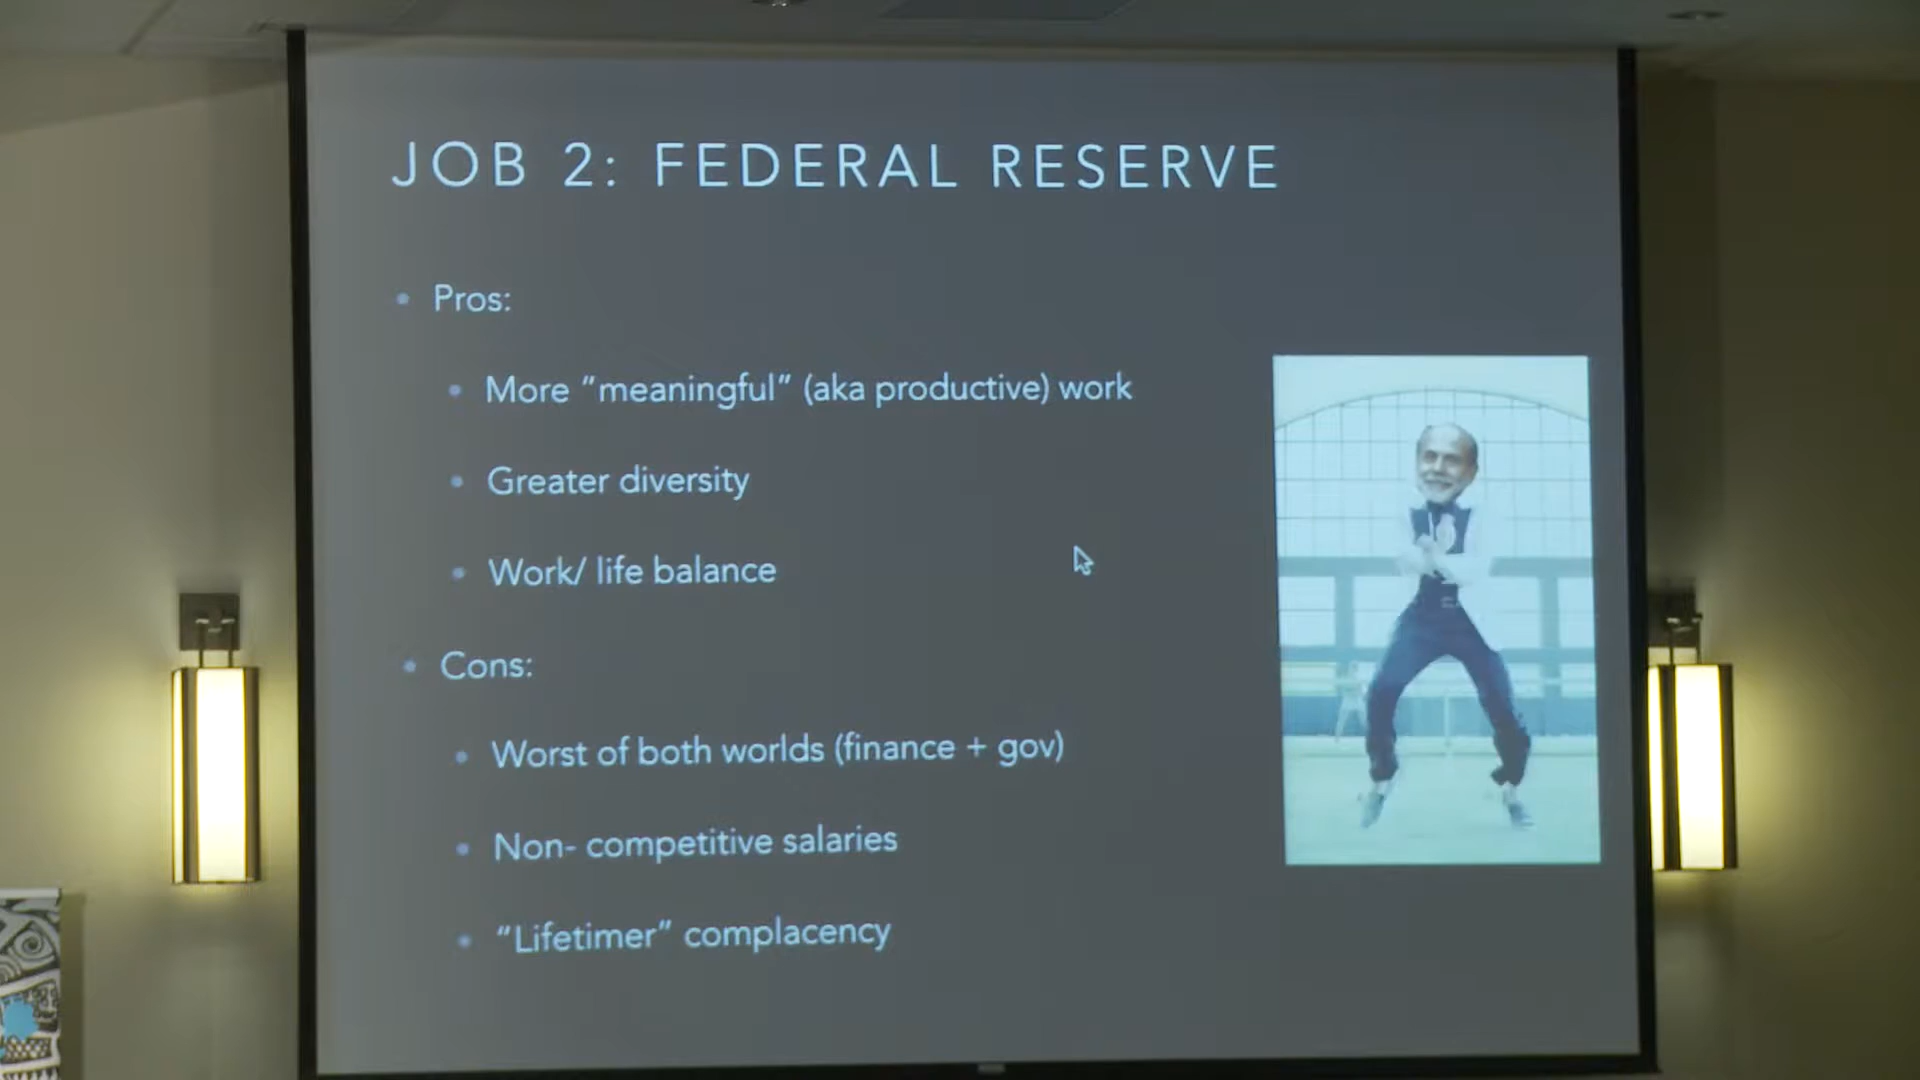 JOB 2: FEDERAL RESERVE
Pros:
More “meaningful” (aka productive) work
Greater diversity
Work/ life balance
Cons:
Worst of both worlds (finance + gov)
Non- competitive salaries
“Lifetimer” complacency